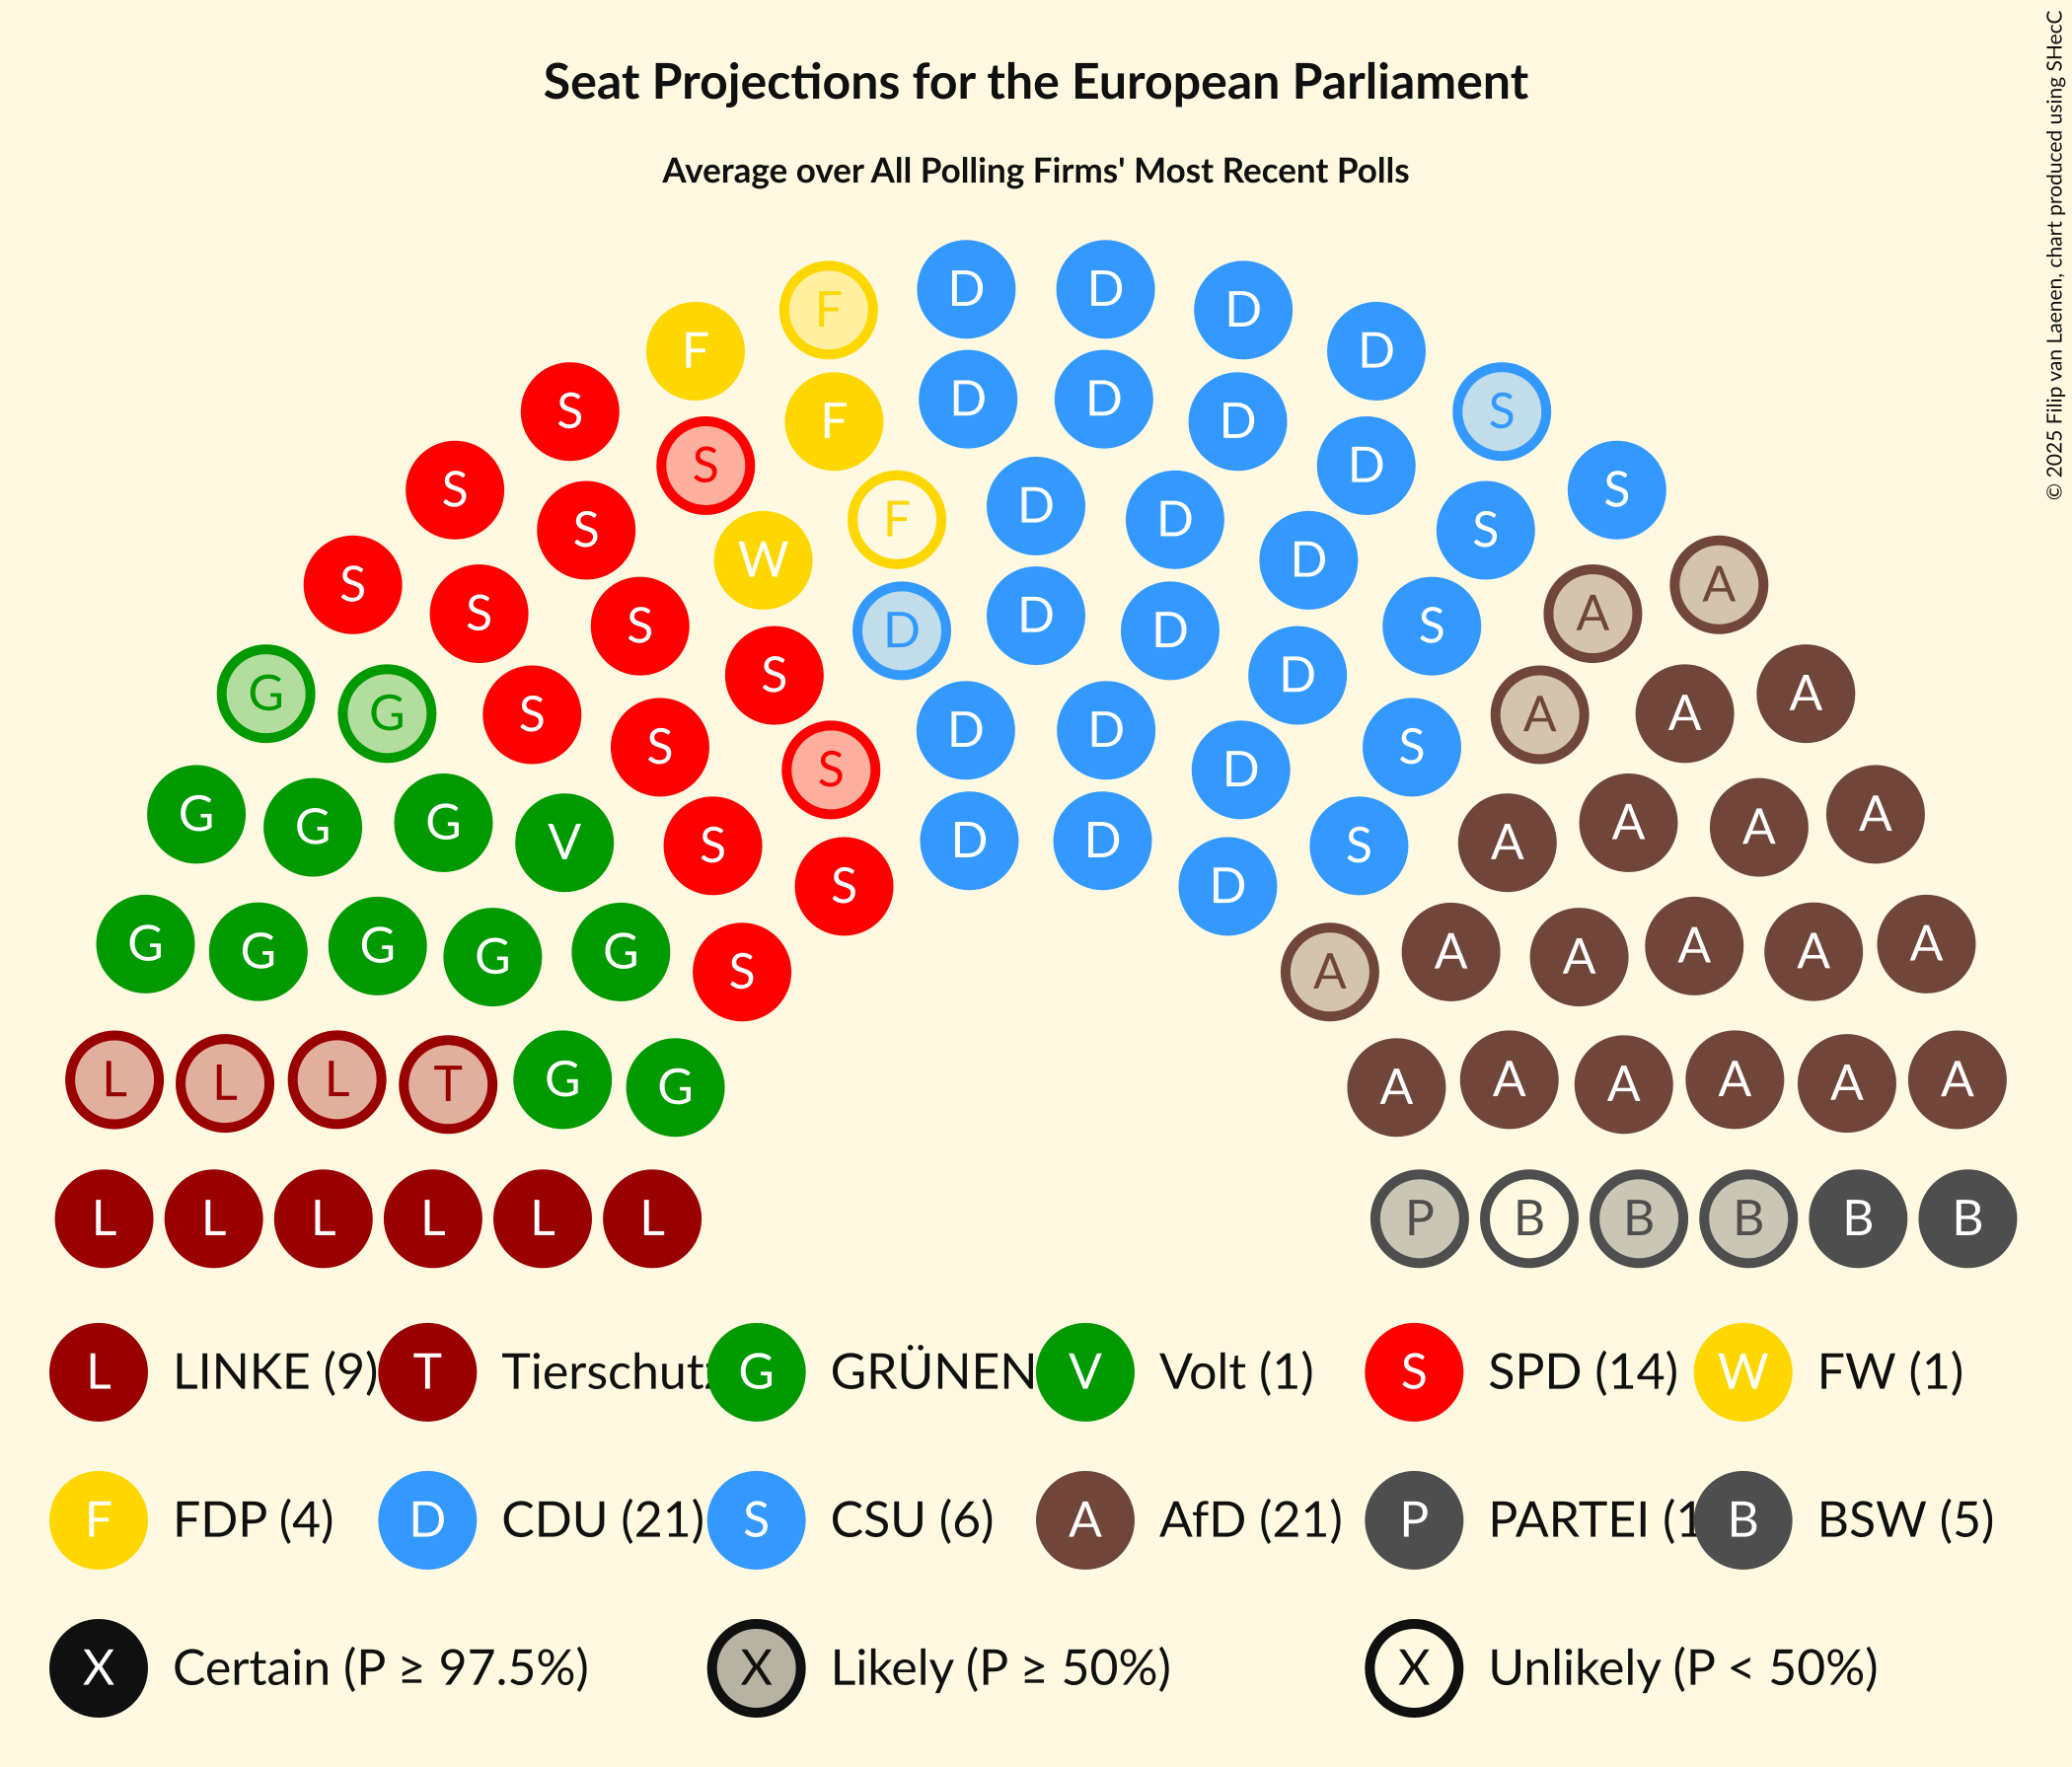 © 2025 Filip van Laenen, chart produced using SHecC
Seat Projections for the European Parliament
Average over All Polling Firms' Most Recent Polls
F D D D
F D
S F D D D S
S S D S
S F D D S
S W D A
S S D D D S A
G G S S D A A A
S S D D D S
G G G V S D D S A A A A
S D
G G G G G S A A A A A A
L L L T G G A A A A A A
L L L L L L P B B B B B
L LINKE (9) T Tierschutz G GRÜNEN V Volt (1) S SPD (14) W FW (1)
F FDP (4) D CDU (21) S CSU (6) A AfD (21) P PARTEI (1 B BSW (5)
X Certain (P ≥ 97.5%) X Likely (P ≥ 50%) X Unlikely (P < 50%)